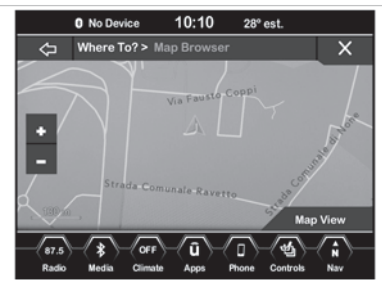 No Device 10:10 28° est.
Where To? > Map Browser X
Via Fausto Coppi
+
-
Strada Comunale di None
Strada Comunale Ravetto
Map View
87.5 OFF ū N
Radio Media Climate Apps Phone Controls Nav